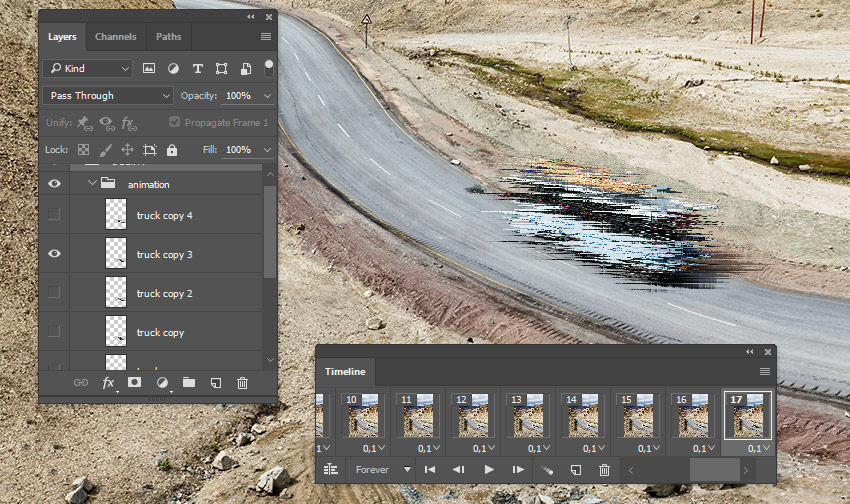 Layers Channels Paths
Kind
Pass Through Opacity: 100%
Unify: Propagate Frame 1
Lock: Fill: 100%
animation
truck copy 4
truck copy 3
truck copy 2
truck copy
Timeline
10 11 12 13 14 15 16 17
0,1 0,1 0,1 0,1 0,1 0,1 0,1 0,1
Forever